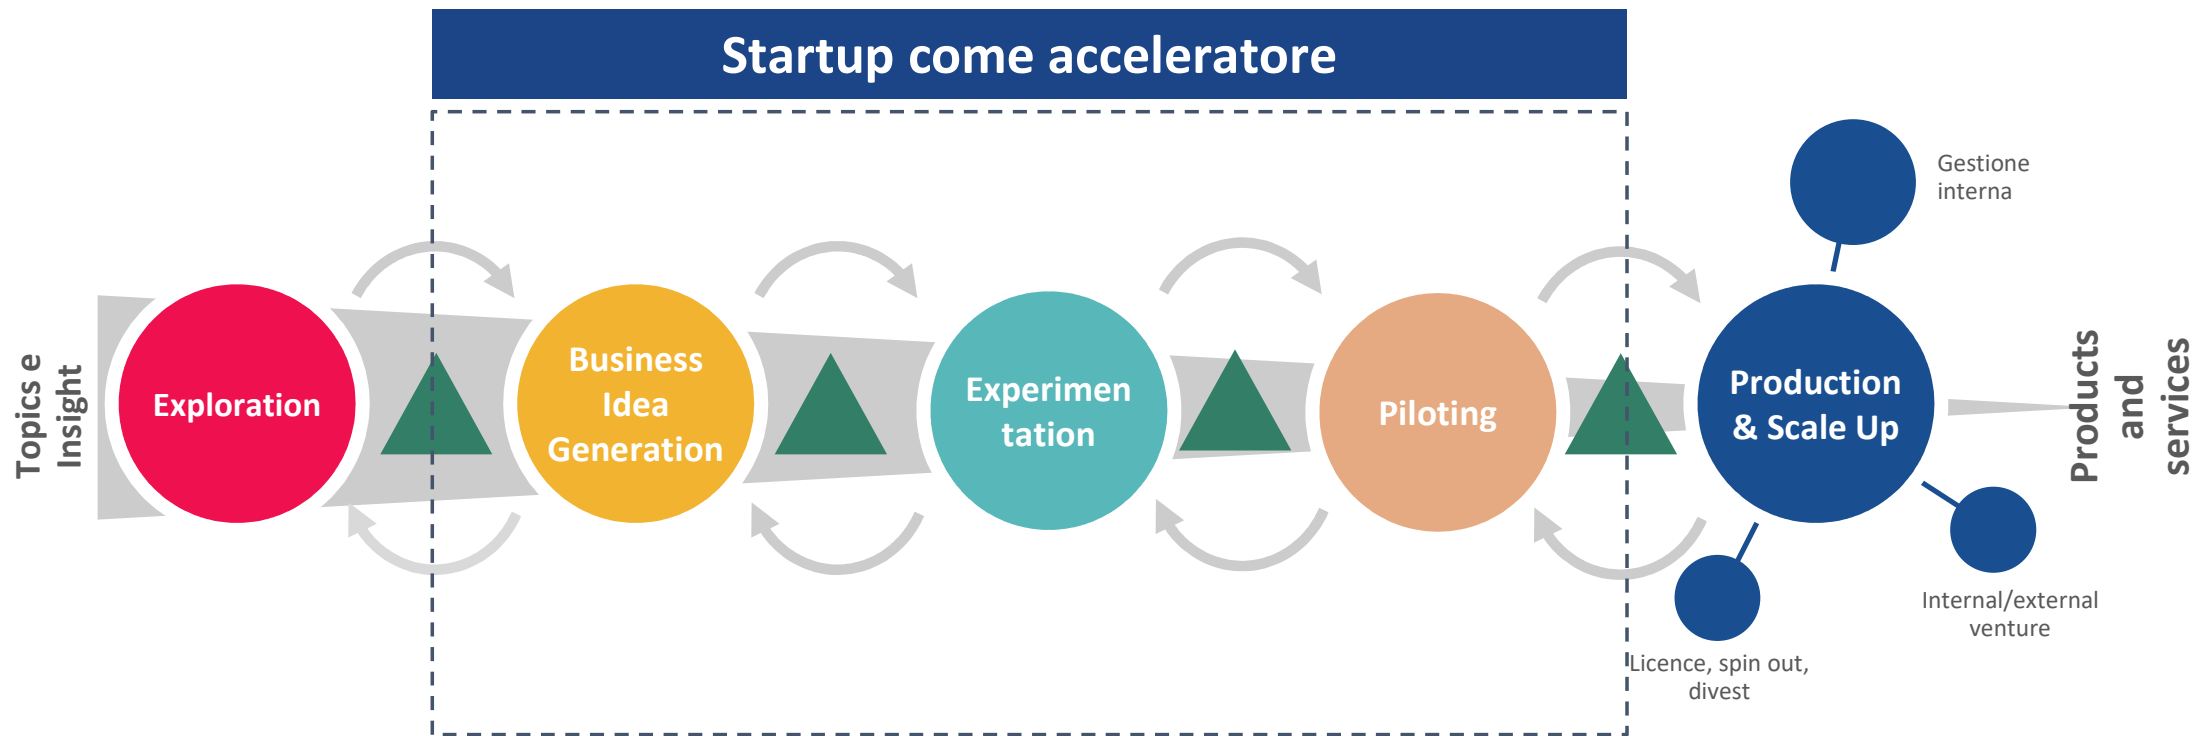 Startup come acceleratore
Topics e
Insight
Exploration
Business
Idea
Generation
Experimen
tation
Piloting
Production
& Scale Up
Gestione
interna
Internal/external
venture
Licence, spin out,
divest
Products
and
services